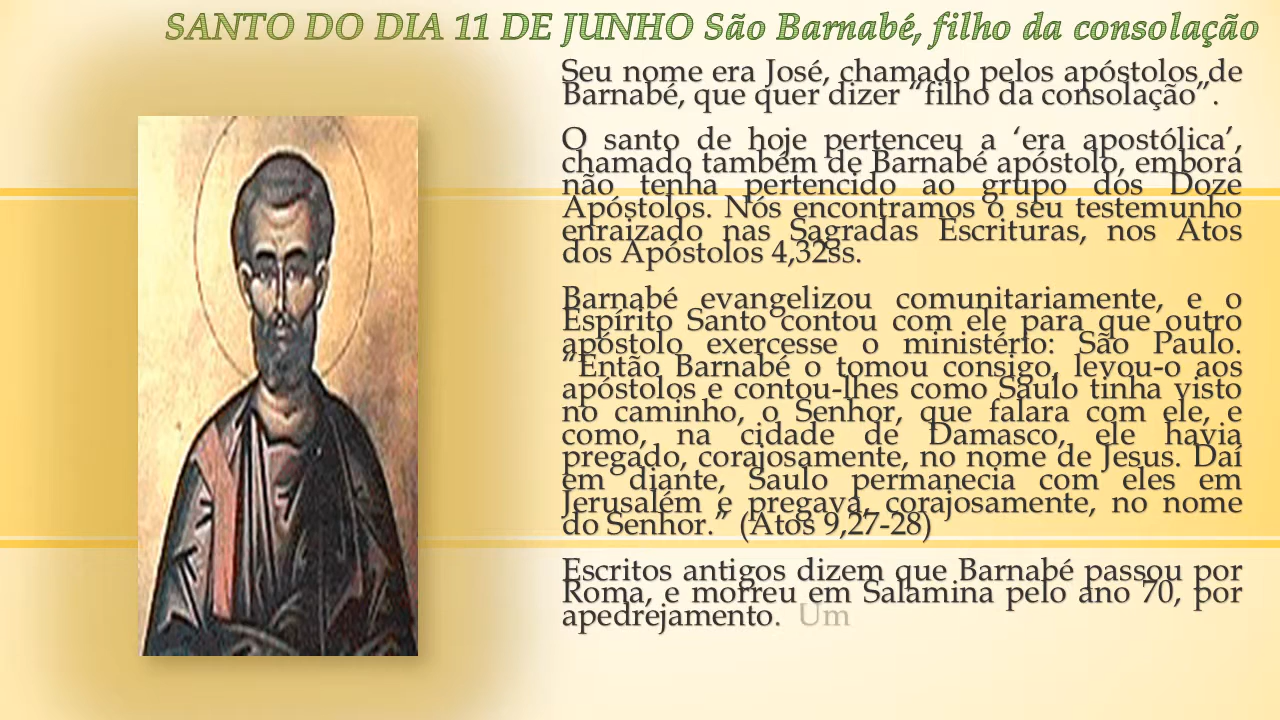 SANTO DO DIA 11 DE JUNHO São Barnabé, filho da consolação
Seu nome era José, chamado pelos apóstolos de
Barnabé, que quer dizer “filho da consolação”.
O santo de hoje pertenceu a ‘era apostólica’,
chamado também de Barnabé apóstolo, embora
não tenha pertencido ao grupo dos Doze
Apóstolos. Nós encontramos o seu testemunho
enraizado nas Sagradas Escrituras, nos Atos
dos Apóstolos 4,32ss.
Barnabé evangelizou comunitariamente, e o
Espírito Santo contou com ele para que outro
apóstolo exercesse o ministério: São Paulo.
“Então Barnabé o tomou consigo, levou-o aos
apóstolos e contou-lhes como Saulo tinha visto
no caminho, o Senhor, que falara com ele, e
como, na cidade de Damasco, ele havia
pregado, corajosamente, no nome de Jesus. Daí
em diante, Saulo permanecia com eles em
Jerusalém e pregava, corajosamente, no nome
do Senhor.” (Atos 9,27-28)
Escritos antigos dizem que Barnabé passou por
Roma, e morreu em Salamina pelo ano 70, por
apedrejamento. Um